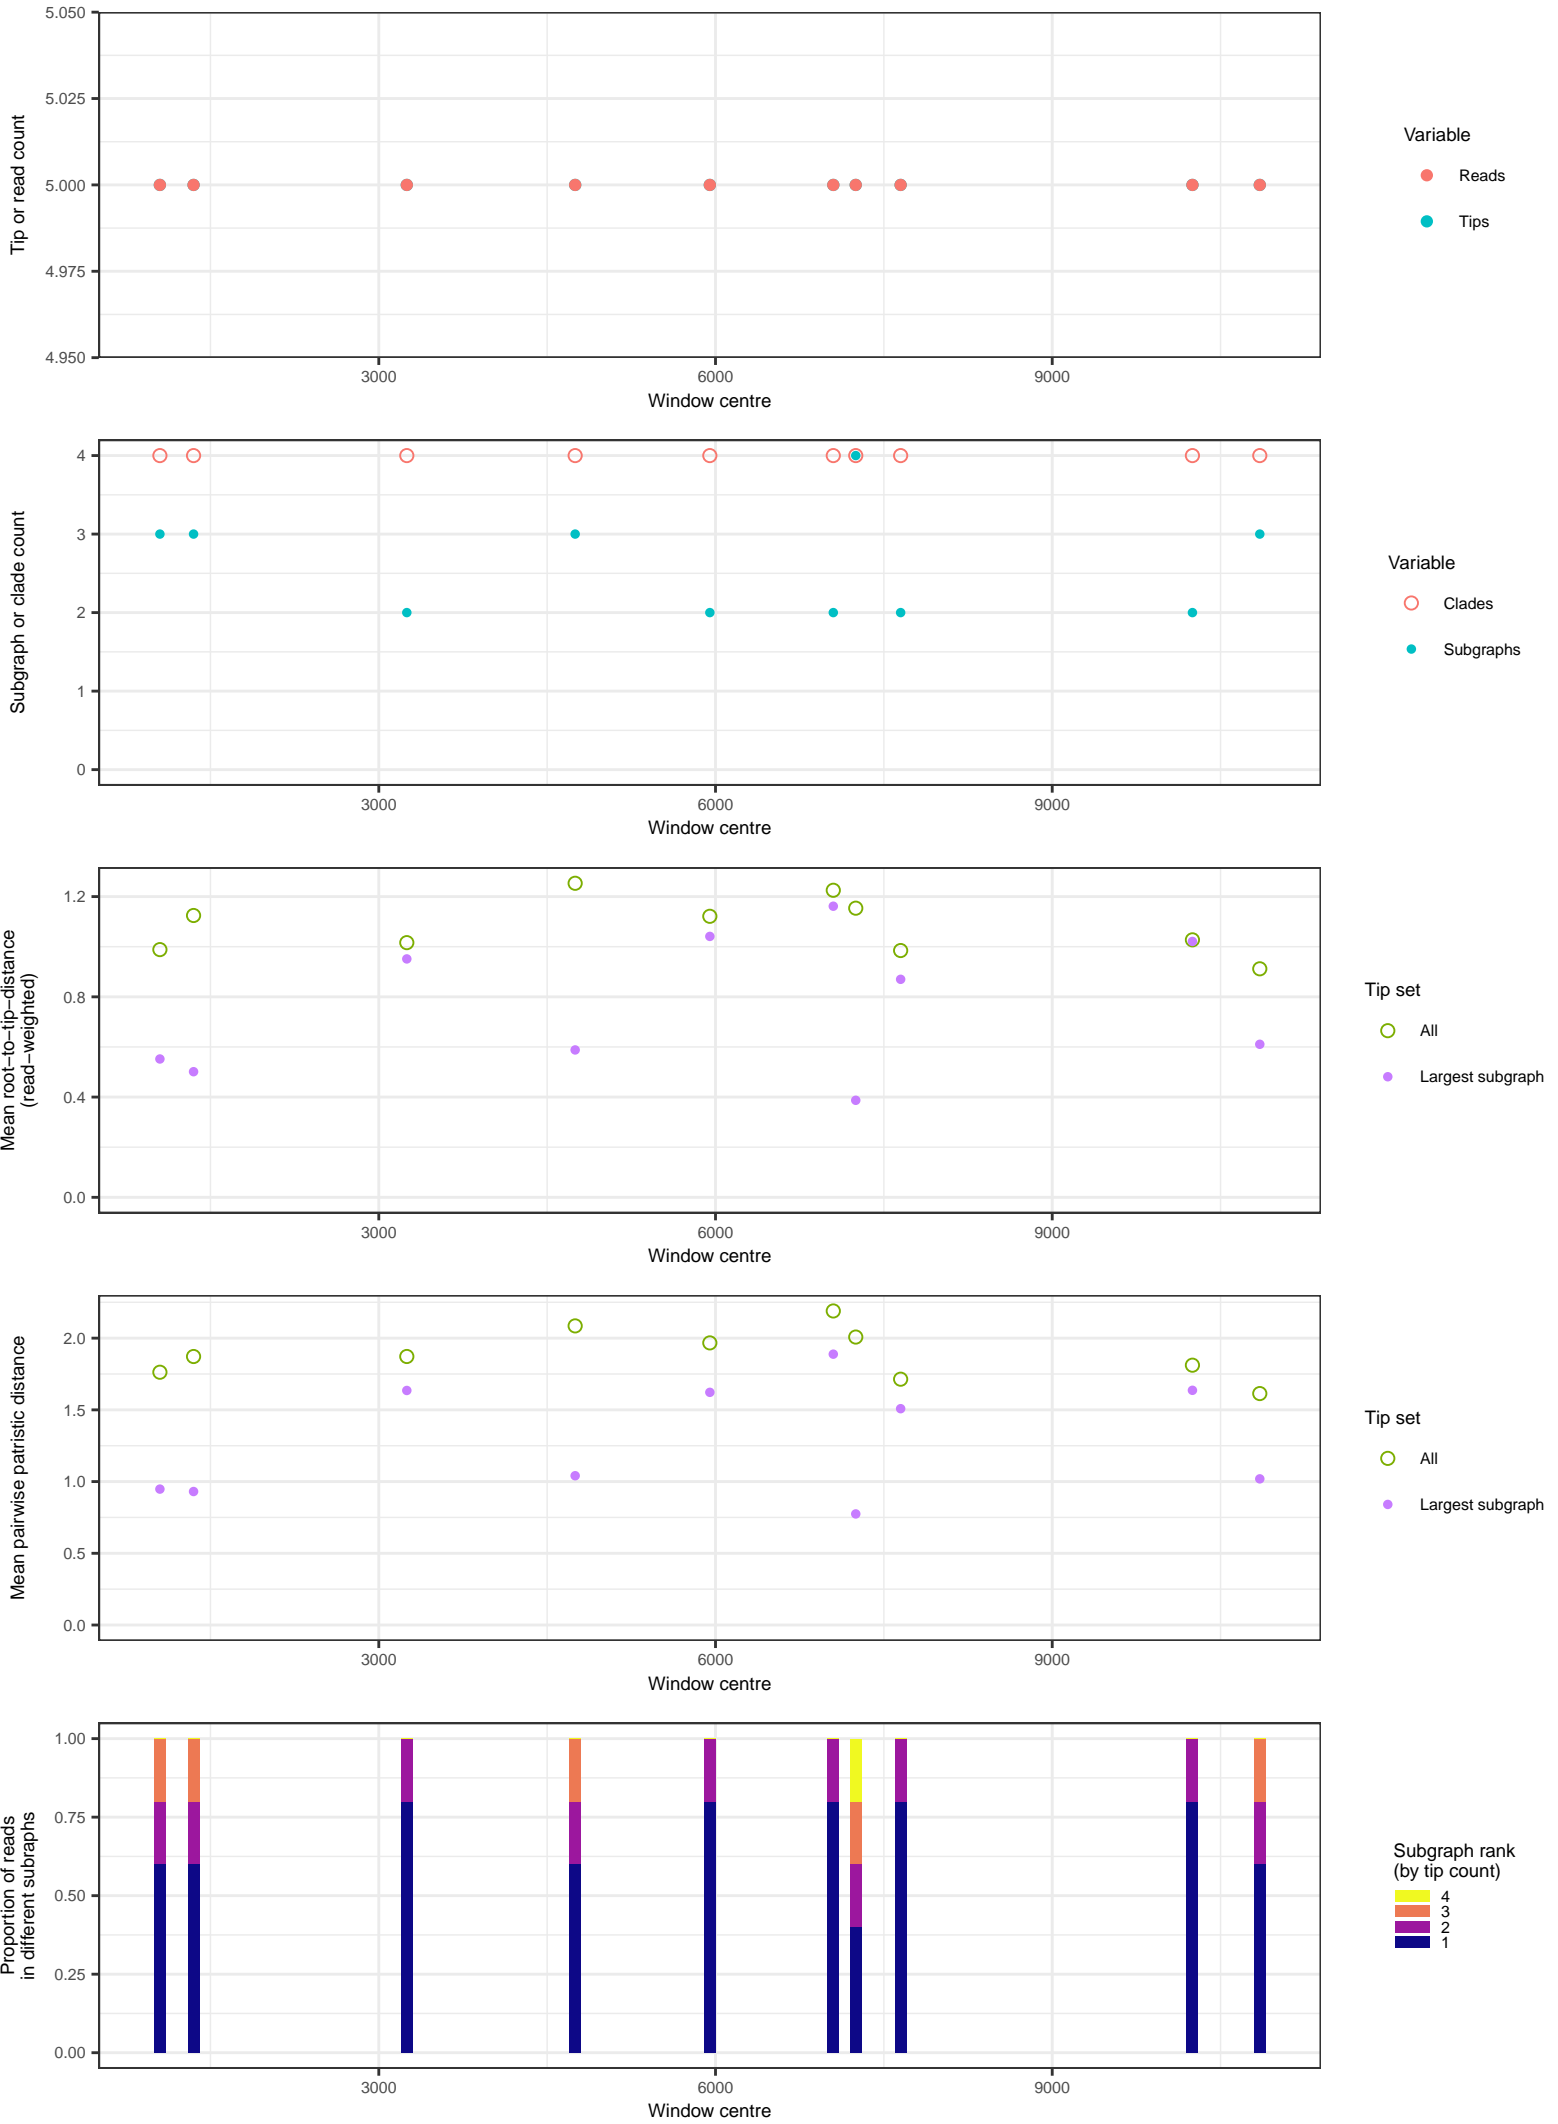 5.050
5.025
5.000
4.975
4.950
Tip or read count
3000
6000
9000
Window centre
Variable
Reads
Tips
4
3
2
1
0
Subgraph or clade count
3000
6000
9000
Window centre
Variable
Clades
Subgraphs
1.2
0.8
0.4
0.0
Mean root−to−tip−distance
(read−weighted)
3000
6000
9000
Window centre
Tip set
All
Largest subgraph
2.0
1.5
1.0
0.5
0.0
Mean pairwise patristic distance
3000
6000
9000
Window centre
Tip set
All
Largest subgraph
1.00
0.75
0.50
0.25
0.00
Proportion of reads
in different subraphs
3000
6000
9000
Window centre
Subgraph rank
(by tip count)
4
3
2
1